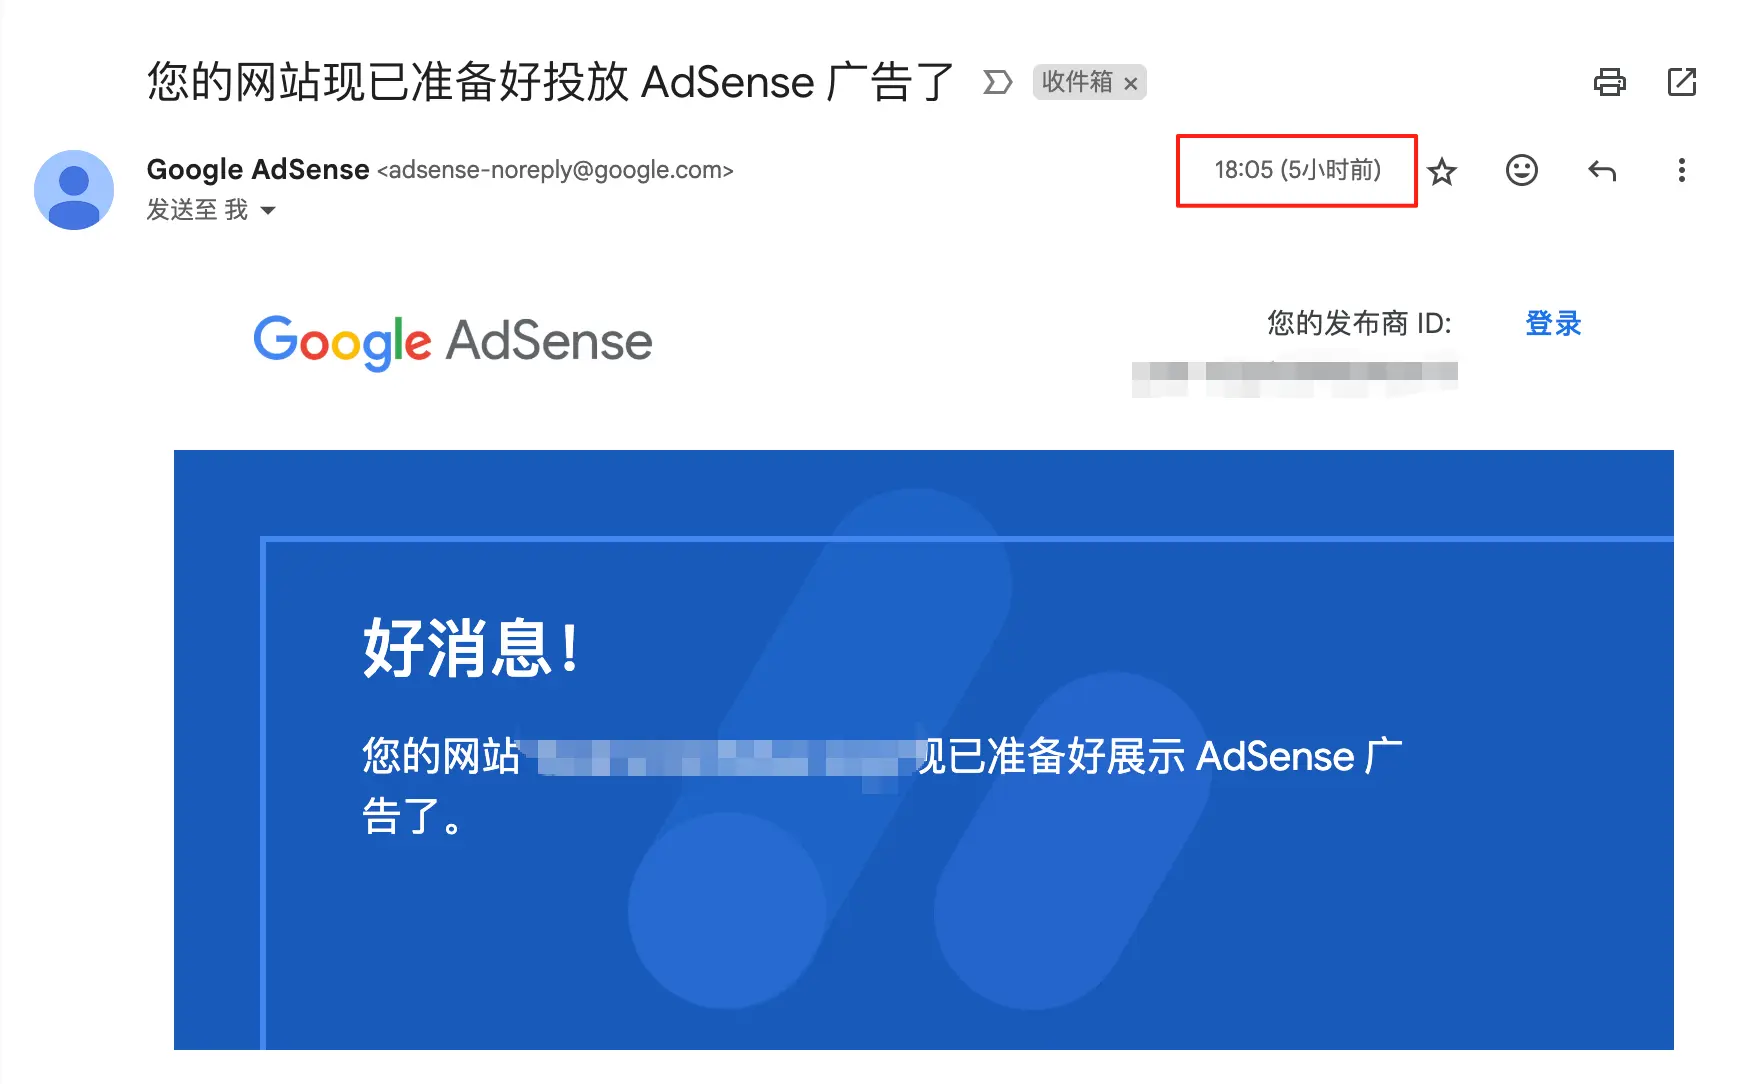 您的网站现已准备好投放 AdSense 广告了
收件箱 ×
Google AdSense <adsense-noreply@google.com>
18:05 (5小时前)
发送至 我
Google AdSense
您的发布商 ID:
登录
好消息！
您的网站 现已准备好展示 AdSense 广
告了。